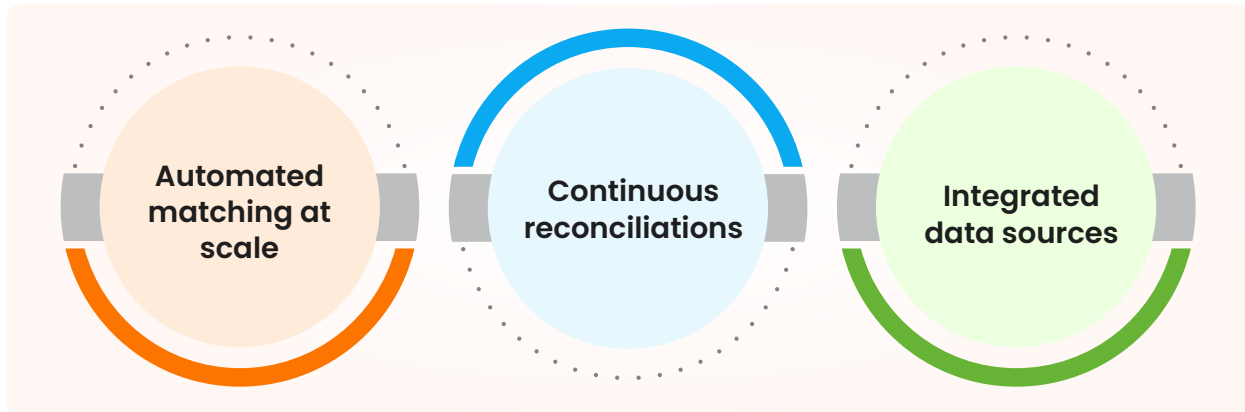 Automated
matching at
scale
Continuous
reconciliations
Integrated
data sources